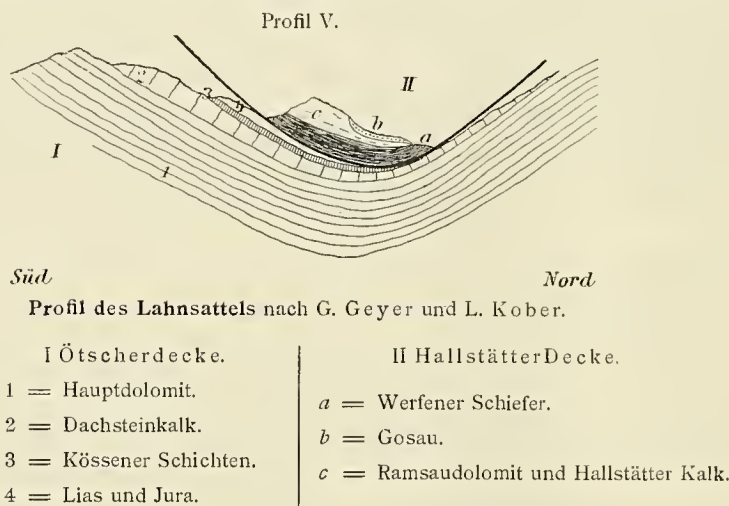 Profil V.
II
2
3
4
c
b
a
I
1
Süd
Nord
Profil des Lahnsattels nach G. Geyer und L. Kober.
I Ötscherdecke.
1 = Hauptdolomit.
2 = Dachsteinkalk.
3 = Kössener Schichten.
4 = Lias und Jura.
II Hallstätter Decke.
a = Werfener Schiefer.
b = Gosau.
c = Ramsaudolomit und Hallstätter Kalk.